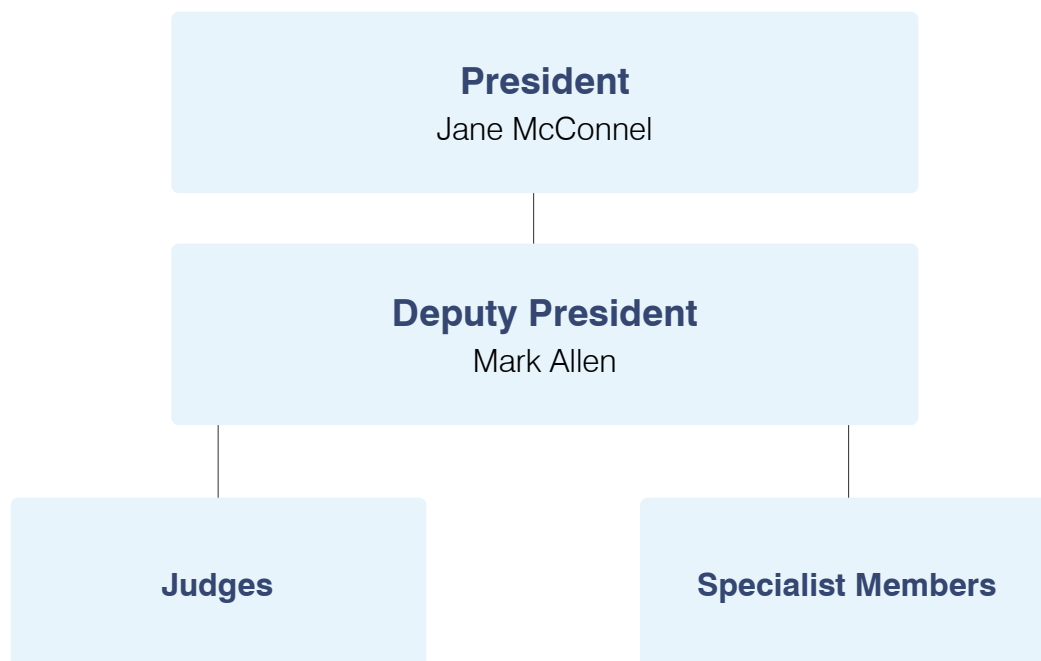 President
Jane McConnel
Deputy President
Mark Allen
Judges
Specialist Members